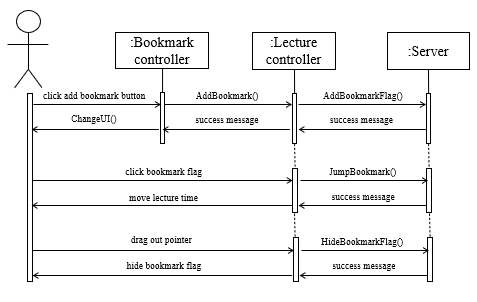 :Bookmark
controller
:Lecture
controller
:Server
click add bookmark button
AddBookmark()
AddBookmarkFlag()
ChangeUI()
success message
success message
click bookmark flag
JumpBookmark()
move lecture time
success message
drag out pointer
HideBookmarkFlag()
hide bookmark flag
success message